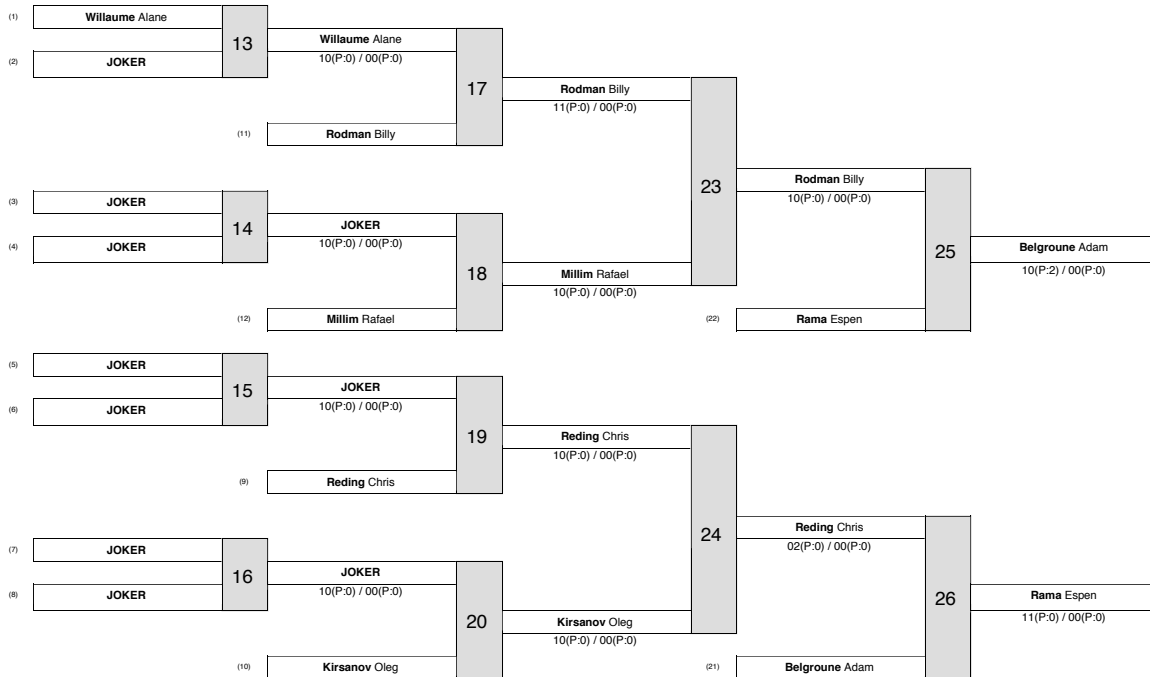 (1) Willaume Alane
13
Willaume Alane
10(P:0) / 00(P:0)
(2) JOKER
17
Rodman Billy
11(P:0) / 00(P:0)
(11) Rodman Billy
23
Rodman Billy
10(P:0) / 00(P:0)
(3) JOKER
14
JOKER
10(P:0) / 00(P:0)
(4) JOKER
18
Millim Rafael
10(P:0) / 00(P:0)
(12) Millim Rafael
25
Belgroune Adam
10(P:2) / 00(P:0)
(22) Rama Espen
(5) JOKER
15
JOKER
10(P:0) / 00(P:0)
(6) JOKER
19
Reding Chris
10(P:0) / 00(P:0)
(9) Reding Chris
24
Reding Chris
02(P:0) / 00(P:0)
(7) JOKER
16
JOKER
10(P:0) / 00(P:0)
(8) JOKER
20
Kirsanov Oleg
10(P:0) / 00(P:0)
(10) Kirsanov Oleg
26
Rama Espen
11(P:0) / 00(P:0)
(21) Belgroune Adam